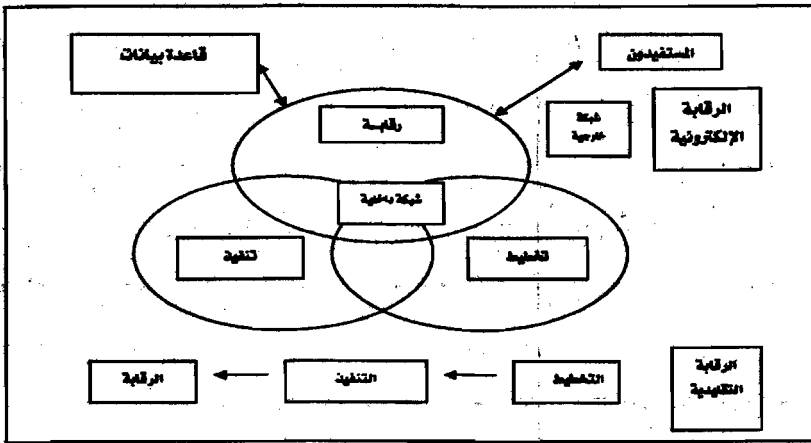 المستفيدون
قاعدة بيانات
الرقابة
الإلكترونية
شبكة
خارجية
رقابة
شبكة داخلية
تخطيط
تنفيذ
الرقابة
التقليدية
التخطيط
التنفيذ
الرقابة